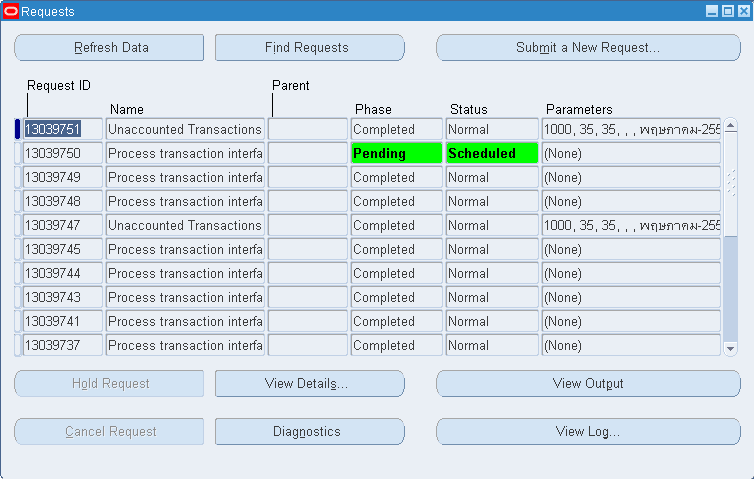 Requests
Refresh Data
Find Requests
Submit a New Request...
Request ID
Parent
Name
Phase
Status
Parameters
13039751 Unaccounted Transactions Completed Normal 1000, 35, 35, , , พฤษภาคม-255
13039750 Process transaction interfa Pending Scheduled (None)
13039749 Process transaction interfa Completed Normal (None)
13039748 Process transaction interfa Completed Normal (None)
13039747 Unaccounted Transactions Completed Normal 1000, 35, 35, , , พฤษภาคม-255
13039745 Process transaction interfa Completed Normal (None)
13039744 Process transaction interfa Completed Normal (None)
13039743 Process transaction interfa Completed Normal (None)
13039741 Process transaction interfa Completed Normal (None)
13039737 Process transaction interfa Completed Normal (None)
Hold Request
View Details...
View Output
Cancel Request
Diagnostics
View Log...